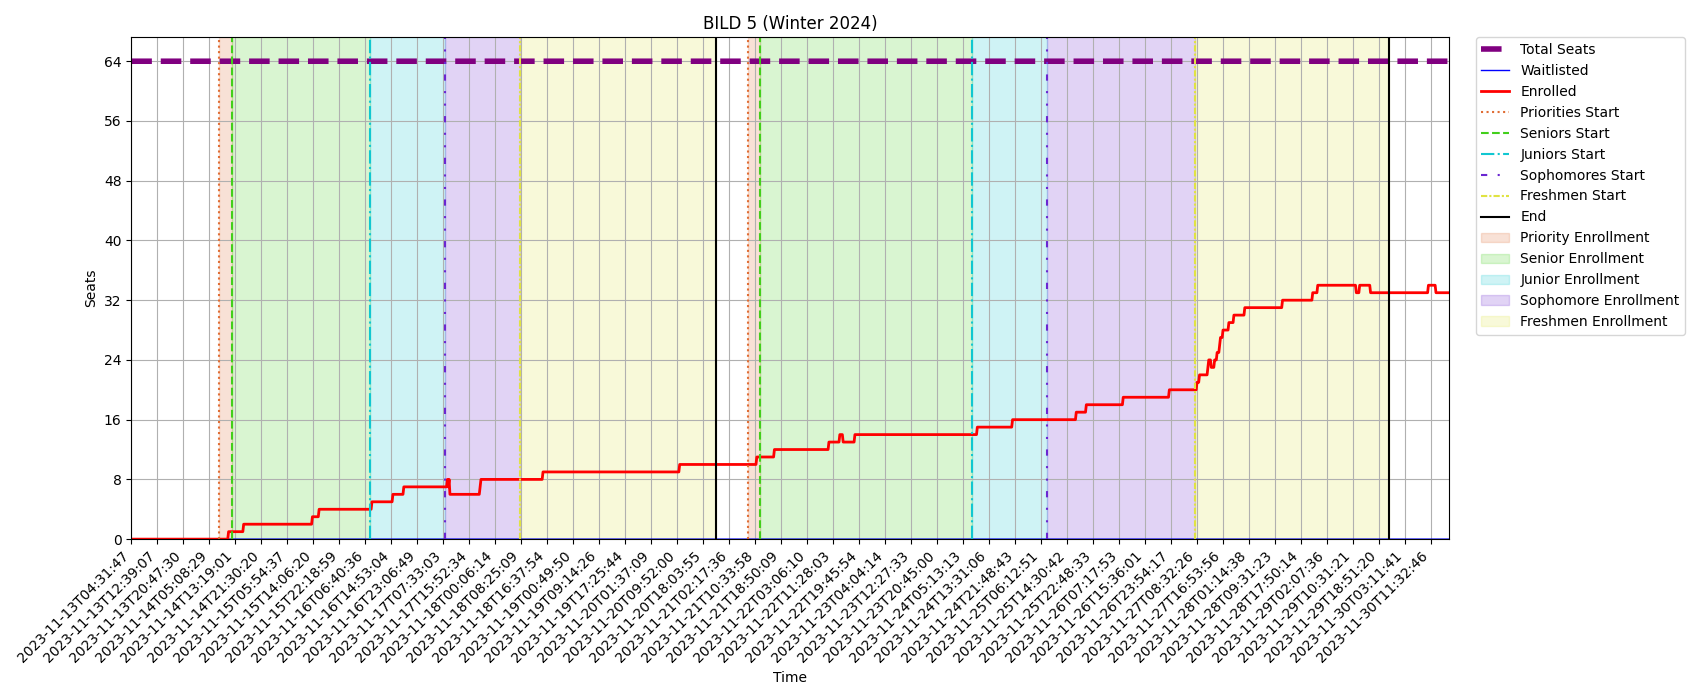 BILD 5 (Winter 2024)
Seats
64
56
48
40
32
24
16
8
0
2023-11-13T04:31:47
2023-11-13T12:39:07
2023-11-13T20:47:30
2023-11-14T05:08:29
2023-11-14T13:19:01
2023-11-14T21:30:20
2023-11-15T05:54:37
2023-11-15T14:06:20
2023-11-15T22:18:59
2023-11-16T06:40:36
2023-11-16T14:53:04
2023-11-16T23:06:49
2023-11-17T07:33:03
2023-11-17T15:52:34
2023-11-18T00:06:14
2023-11-18T08:25:09
2023-11-18T16:37:54
2023-11-19T00:49:50
2023-11-19T09:14:26
2023-11-19T17:25:44
2023-11-20T01:37:09
2023-11-20T09:52:00
2023-11-20T18:03:55
2023-11-21T02:17:36
2023-11-21T10:33:58
2023-11-21T18:50:09
2023-11-22T03:06:10
2023-11-22T11:28:03
2023-11-22T19:45:54
2023-11-23T04:04:14
2023-11-23T12:27:33
2023-11-23T20:45:00
2023-11-24T05:13:13
2023-11-24T13:31:06
2023-11-24T21:48:43
2023-11-25T06:12:51
2023-11-25T14:30:42
2023-11-25T22:48:33
2023-11-26T07:17:53
2023-11-26T15:36:01
2023-11-26T23:54:17
2023-11-27T08:32:26
2023-11-27T16:53:56
2023-11-28T01:14:38
2023-11-28T09:31:23
2023-11-28T17:50:14
2023-11-29T02:07:36
2023-11-29T10:31:21
2023-11-29T18:51:20
2023-11-30T03:11:41
2023-11-30T11:32:46
Time
Total Seats
Waitlisted
Enrolled
Priorities Start
Seniors Start
Juniors Start
Sophomores Start
Freshmen Start
End
Priority Enrollment
Senior Enrollment
Junior Enrollment
Sophomore Enrollment
Freshmen Enrollment